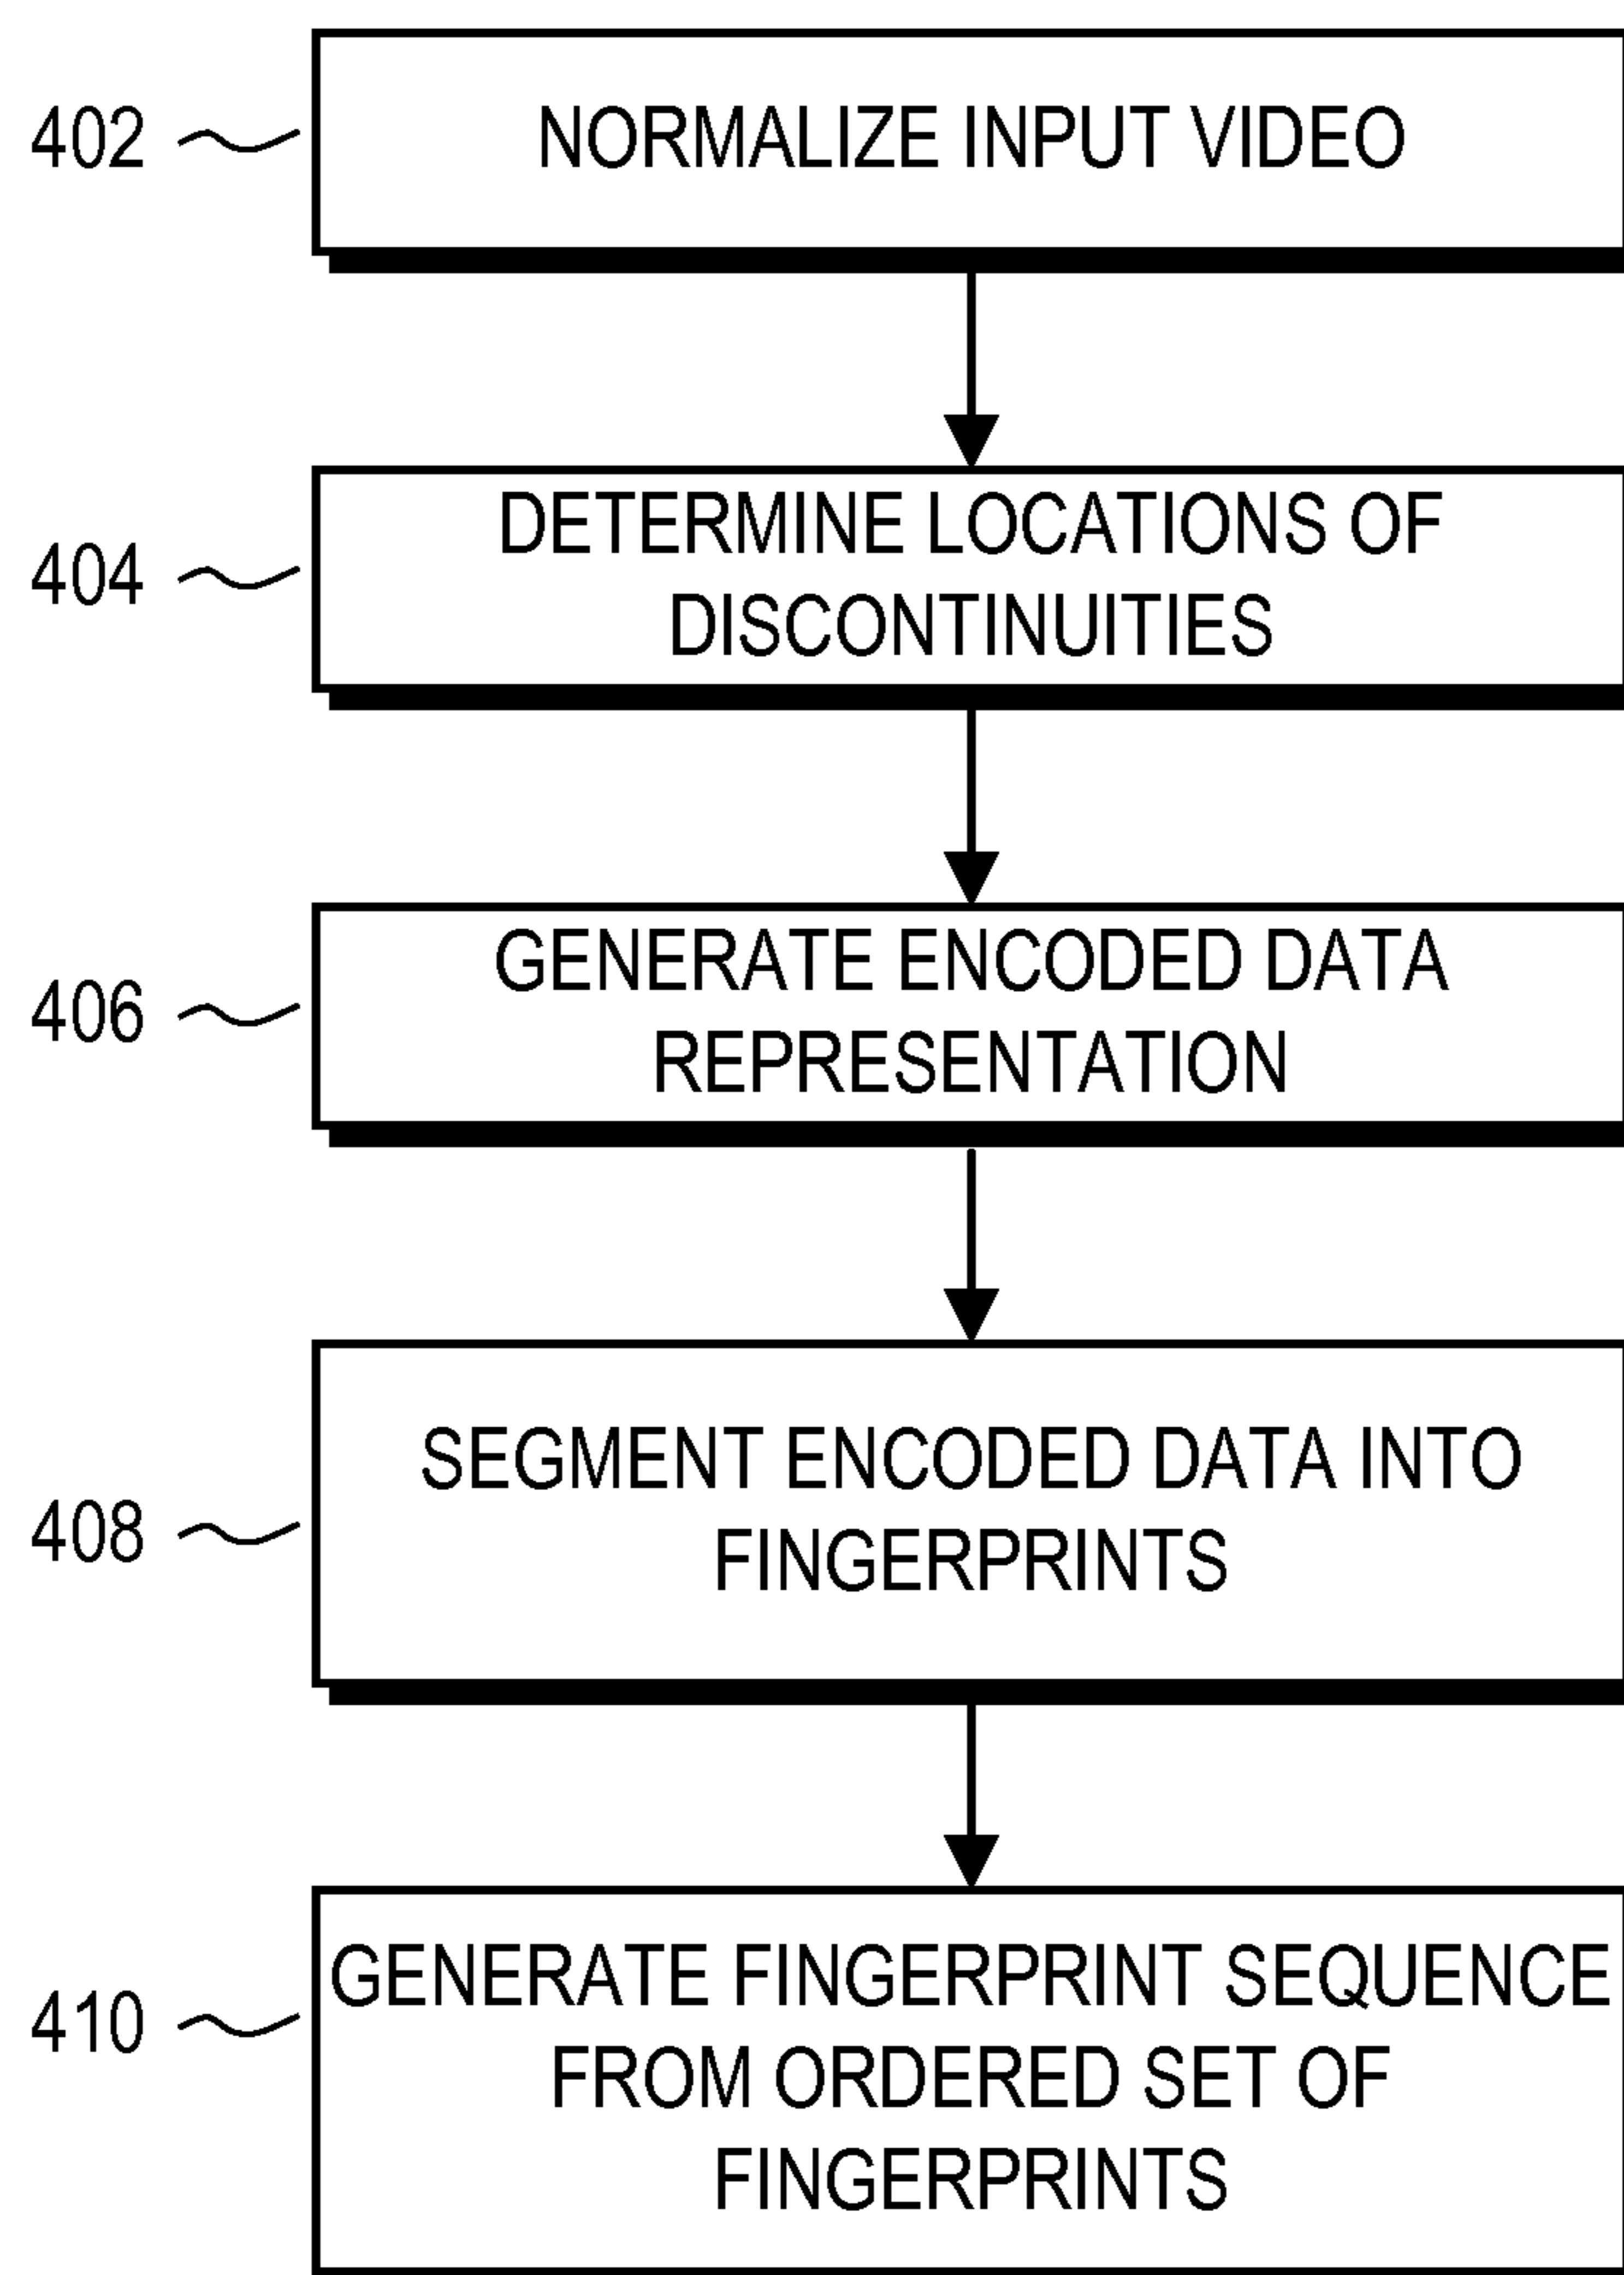 402
NORMALIZE INPUT VIDEO
404
DETERMINE LOCATIONS OF
DISCONTINUITIES
406
GENERATE ENCODED DATA
REPRESENTATION
408
SEGMENT ENCODED DATA INTO
FINGERPRINTS
410
GENERATE FINGERPRINT SEQUENCE
FROM ORDERED SET OF
FINGERPRINTS